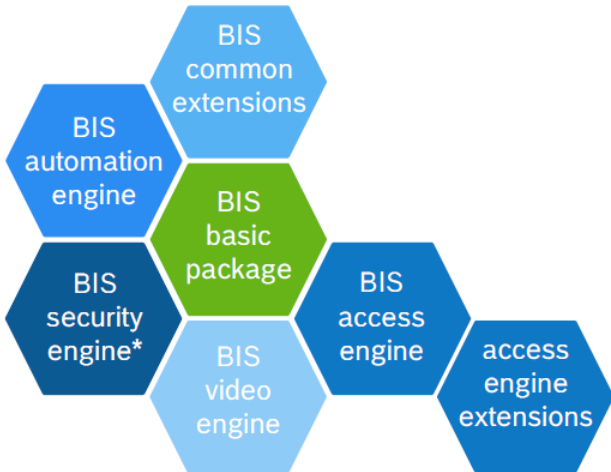 BIS
common
extensions
BIS
automation
engine
BIS
basic
package
BIS
security
engine*
BIS
access
engine
BIS
video
engine
access
engine
extensions